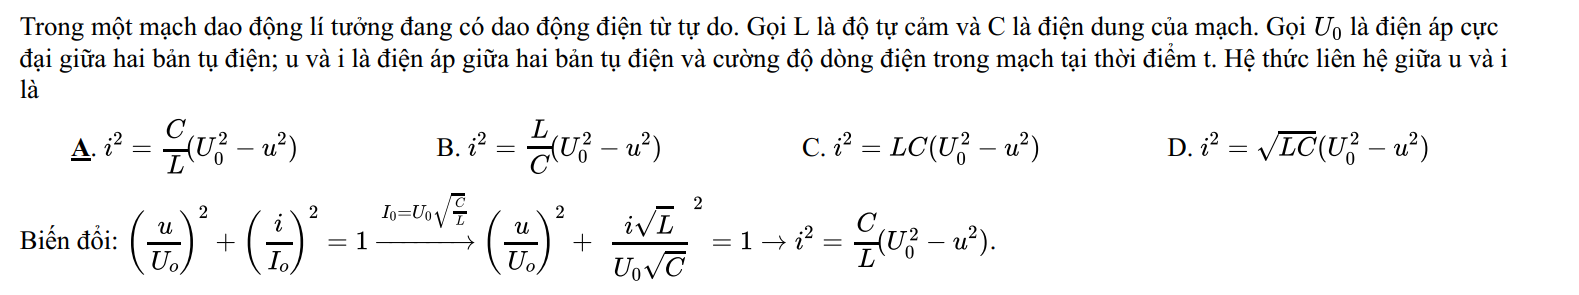 Trong một mạch dao động lí tưởng đang có dao động điện từ tự do. Gọi L là độ tự cảm và C là điện dung của mạch. Gọi $U_0$ là điện áp cực
đại giữa hai bản tụ điện; u và i là điện áp giữa hai bản tụ điện và cường độ dòng điện trong mạch tại thời điểm t. Hệ thức liên hệ giữa u và i
là
A. $i^2 = \frac{C}{L}(U_0^2 - u^2)$ B. $i^2 = \frac{L}{C}(U_0^2 - u^2)$ C. $i^2 = LC(U_0^2 - u^2)$ D. $i^2 = \sqrt{LC}(U_0^2 - u^2)$
Biến đổi: $\left(\frac{u}{U_o}\right)^2 + \left(\frac{i}{I_o}\right)^2 = 1 \xrightarrow{I_0 = U_0\sqrt{\frac{C}{L}}} \left(\frac{u}{U_o}\right)^2 + \frac{i\sqrt{L}}{U_0\sqrt{C}}^2 = 1 \rightarrow i^2 = \frac{C}{L}(U_0^2 - u^2).$